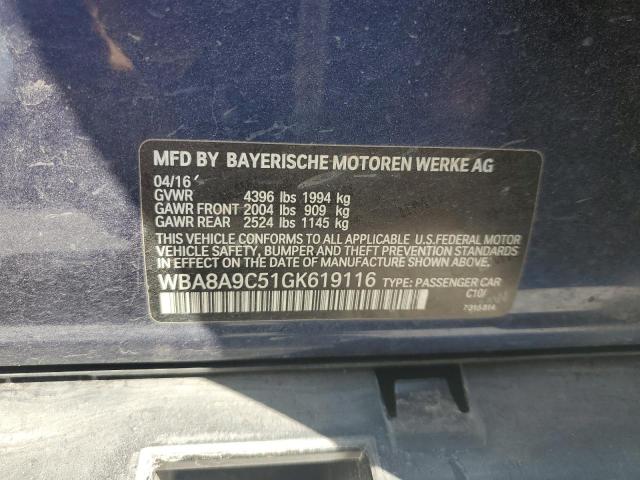 MFD BY BAYERISCHE MOTOREN WERKE AG
04/16
GVWR 4396 lbs 1994 kg
GAWR FRONT 2004 lbs 909 kg
GAWR REAR 2524 lbs 1145 kg
THIS VEHICLE CONFORMS TO ALL APPLICABLE U.S.FEDERAL MOTOR
VEHICLE SAFETY, BUMPER AND THEFT PREVENTION STANDARDS
IN EFFECT ON THE DATE OF MANUFACTURE SHOWN ABOVE.
WBA8A9C51GK619116 TYPE: PASSENGER CAR
C10/